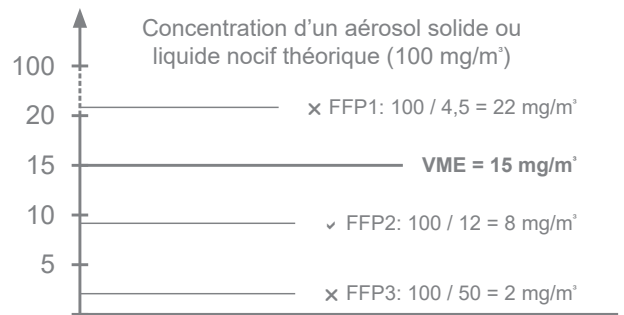 Concentration d'un aérosol solide ou
liquide nocif théorique (100 mg/m³)
100
× FFP1: 100 / 4,5 = 22 mg/m³
20
15
VME = 15 mg/m³
10
✓ FFP2: 100 / 12 = 8 mg/m³
5
× FFP3: 100 / 50 = 2 mg/m³